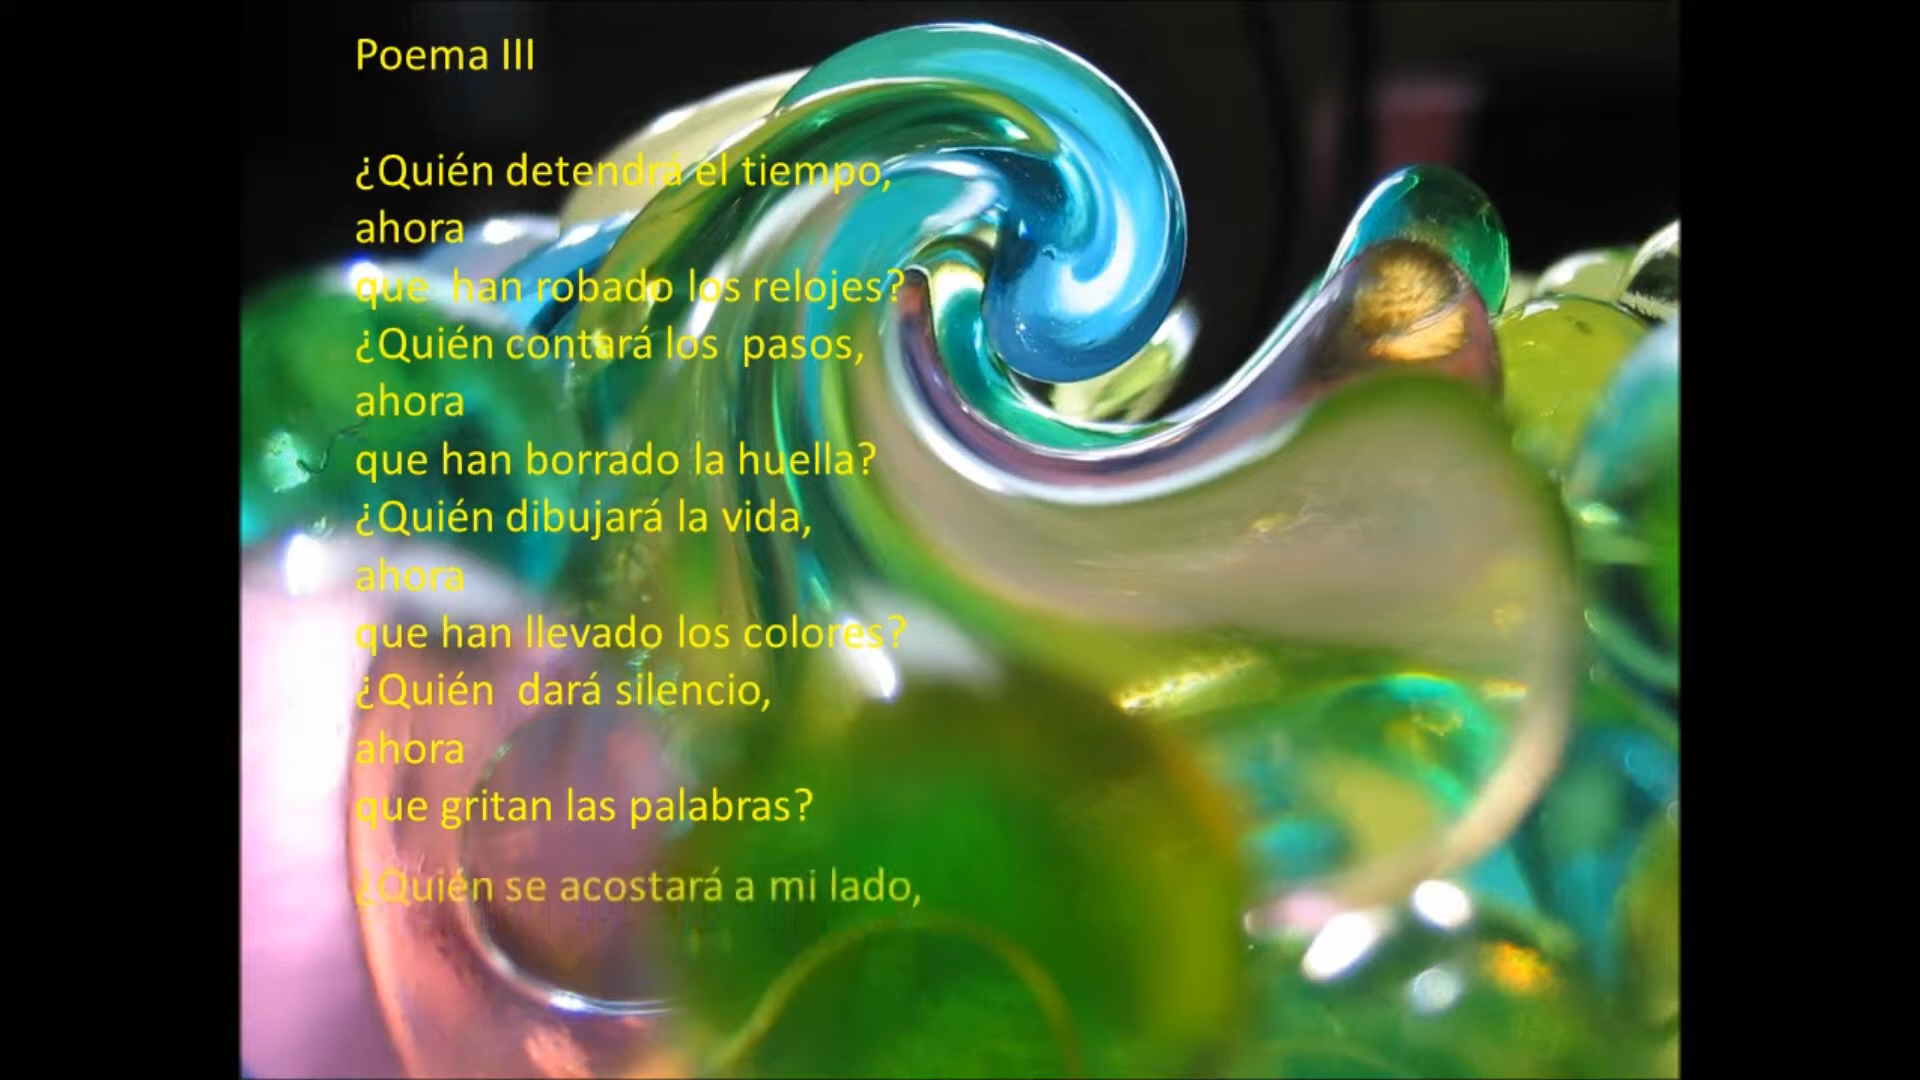 Poema III
¿Quién detendrá el tiempo,
ahora
que  han robado los relojes?
¿Quién contará los  pasos,
ahora
que han borrado la huella?
¿Quién dibujará la vida,
ahora
que han llevado los colores?
¿Quién  dará silencio,
ahora
que gritan las palabras?
¿Quién se acostará a mi lado,